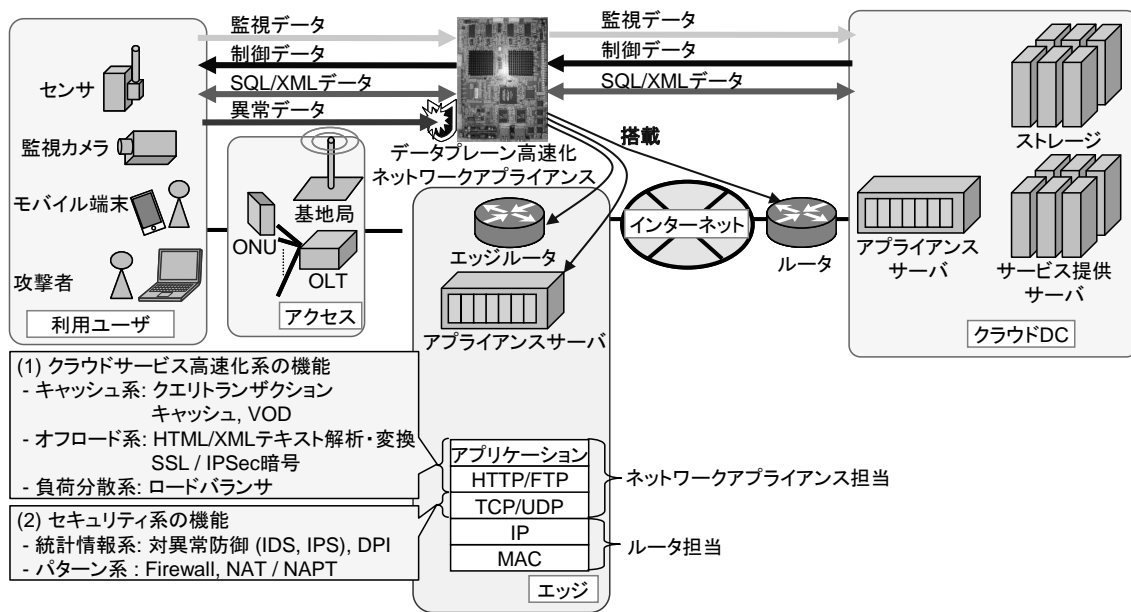 監視データ
制御データ
SQL/XMLデータ
異常データ
監視データ
制御データ
SQL/XMLデータ
センサ
監視カメラ
モバイル端末
攻撃者
利用ユーザ
基地局
ONU
OLT
アクセス
データプレーン高速化
ネットワークアプライアンス
搭載
エッジルータ
アプライアンスサーバ
インターネット
ルータ
ストレージ
アプライアンス
サーバ
サービス提供
サーバ
クラウドDC
(1) クラウドサービス高速化系の機能
- キャッシュ系: クエリトランザクション
キャッシュ, VOD
- オフロード系: HTML/XMLテキスト解析・変換
SSL / IPSec暗号
- 負荷分散系: ロードバランサ
(2) セキュリティ系の機能
- 統計情報系: 対異常防御 (IDS, IPS), DPI
- パターン系 : Firewall, NAT / NAPT
アプリケーション
HTTP/FTP
TCP/UDP
IP
MAC
エッジ
ネットワークアプライアンス担当
ルータ担当